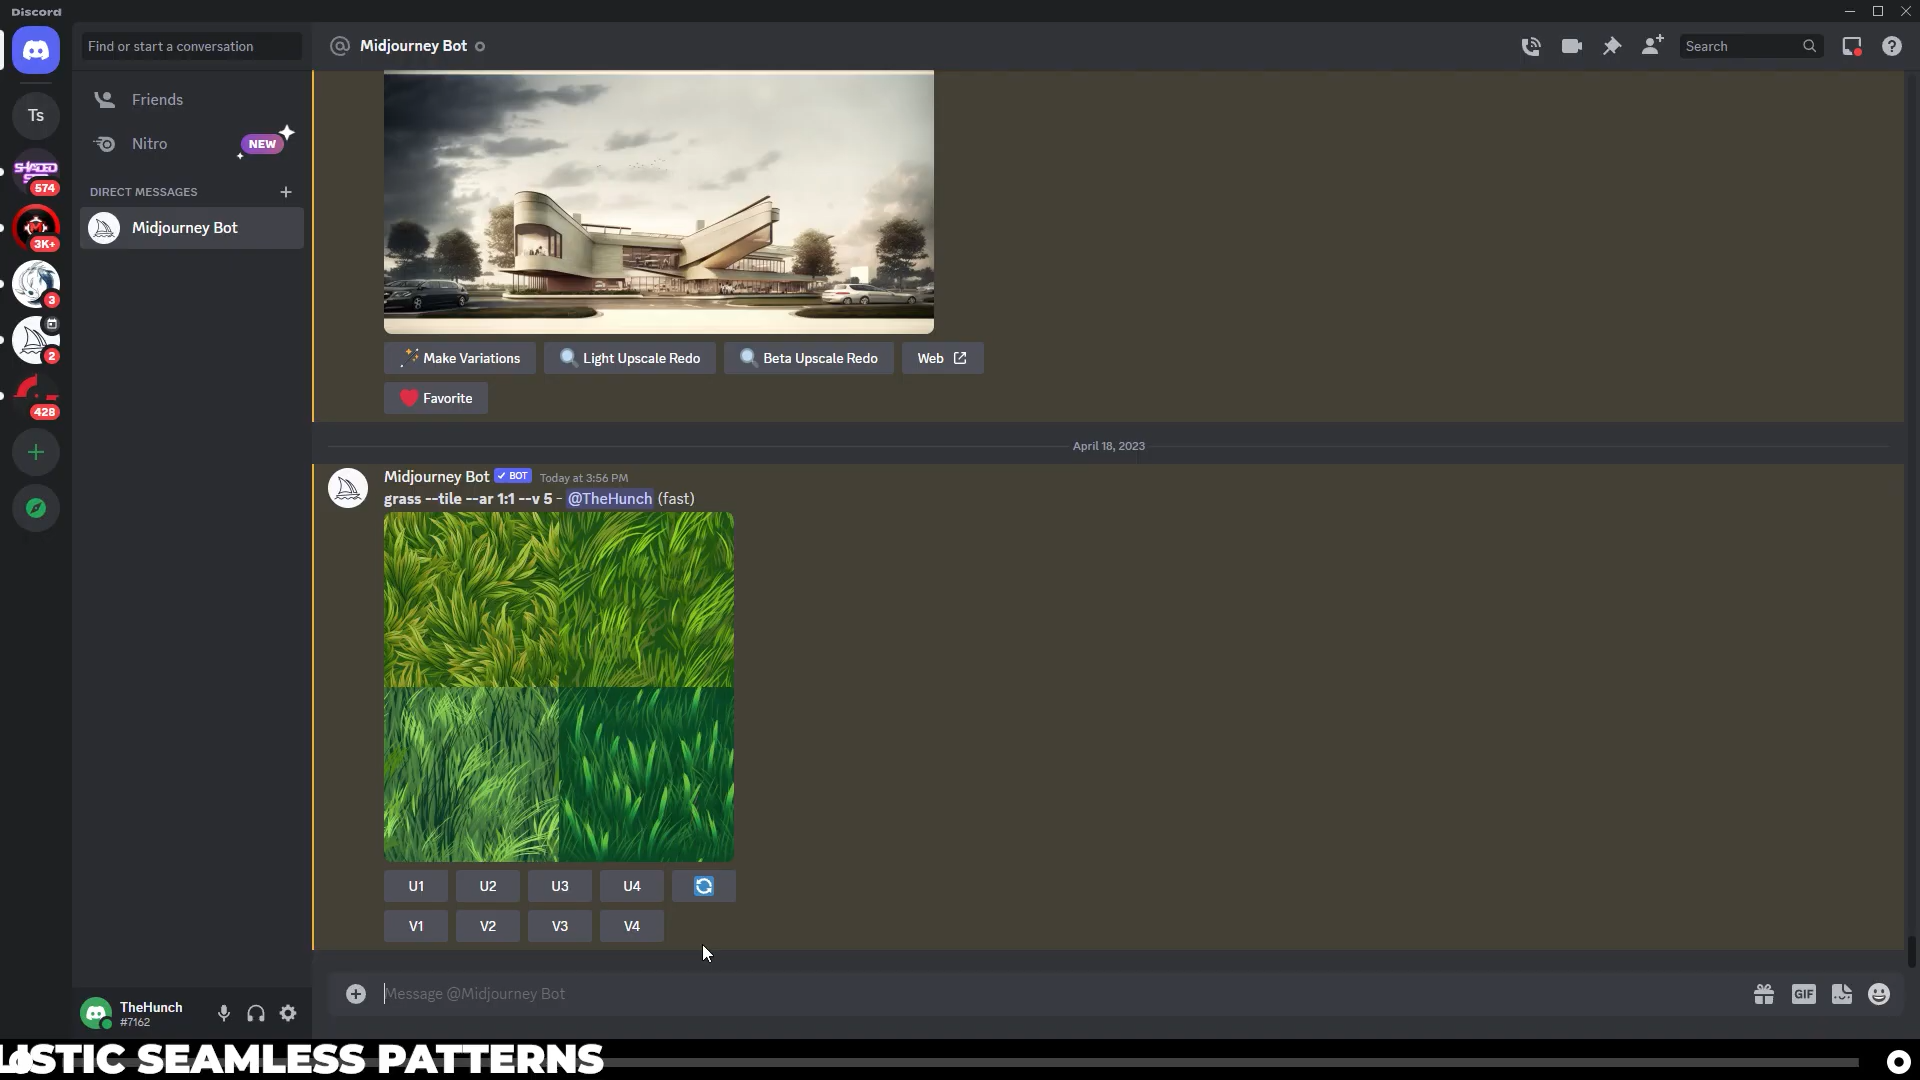 Discord
Find or start a conversation
Midjourney Bot
Search
Friends
Ts
Nitro
NEW
574
DIRECT MESSAGES
Midjourney Bot
3K+
3
2
428
Make Variations
Light Upscale Redo
Beta Upscale Redo
Web
Favorite
April 18, 2023
Midjourney Bot BOT Today at 3:56 PM
grass --tile --ar 1:1 --v 5 - @TheHunch (fast)
U1
U2
U3
U4
V1
V2
V3
V4
Message @Midjourney Bot
GIF
TheHunch
#7162
LISTIC SEAMLESS PATTERNS